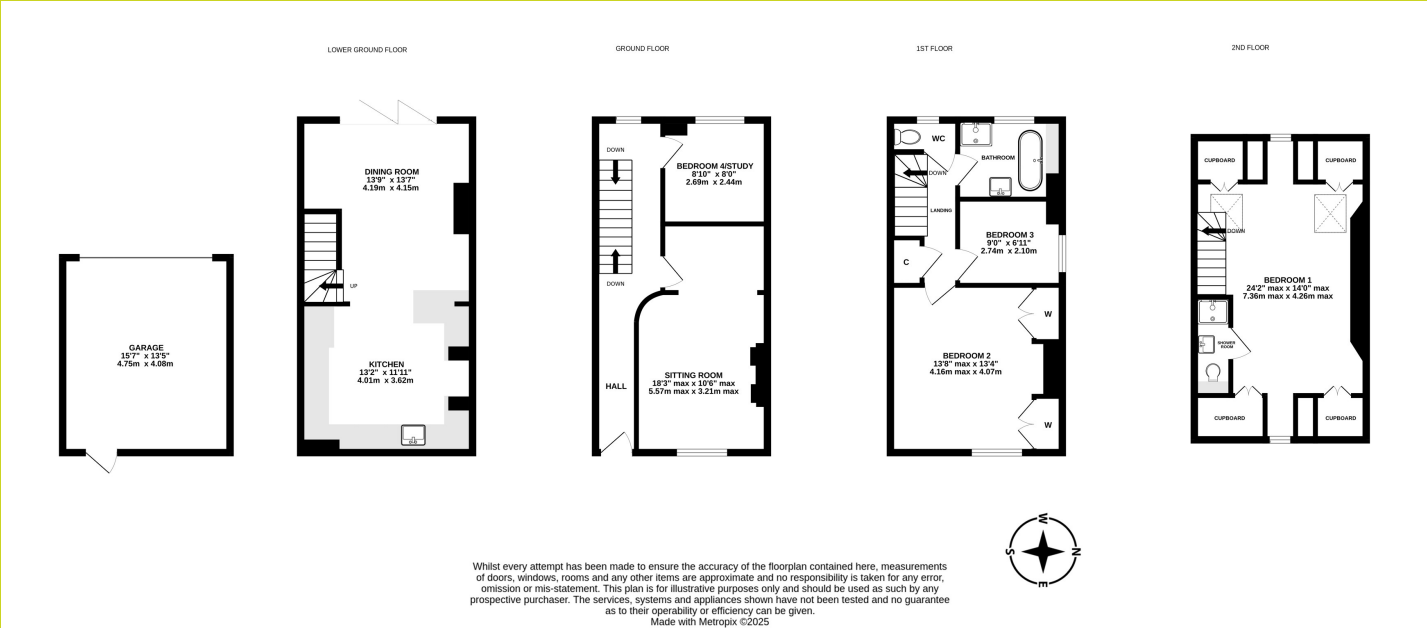 LOWER GROUND FLOOR
GROUND FLOOR
1ST FLOOR
2ND FLOOR
GARAGE
15'7" x 13'5"
4.75m x 4.08m
DINING ROOM
13'9" x 13'7"
4.19m x 4.15m
UP
KITCHEN
13'2" x 11'11"
4.01m x 3.62m
DOWN
DOWN
HALL
BEDROOM 4/STUDY
8'10" x 8'0"
2.69m x 2.44m
SITTING ROOM
18'3" max x 10'6" max
5.57m max x 3.21m max
WC
BATHROOM
DOWN
LANDING
BEDROOM 3
9'0" x 6'11"
2.74m x 2.10m
C
W
BEDROOM 2
13'8" max x 13'4"
4.16m max x 4.07m
W
CUPBOARD
CUPBOARD
DOWN
BEDROOM 1
24'2" max x 14'0" max
7.36m max x 4.26m max
SHOWER
ROOM
CUPBOARD
CUPBOARD
W
S
N
E
Whilst every attempt has been made to ensure the accuracy of the floorplan contained here, measurements
of doors, windows, rooms and any other items are approximate and no responsibility is taken for any error,
omission or mis-statement. This plan is for illustrative purposes only and should be used as such by any
prospective purchaser. The services, systems and appliances shown have not been tested and no guarantee
as to their operability or efficiency can be given.
Made with Metropix ©2025